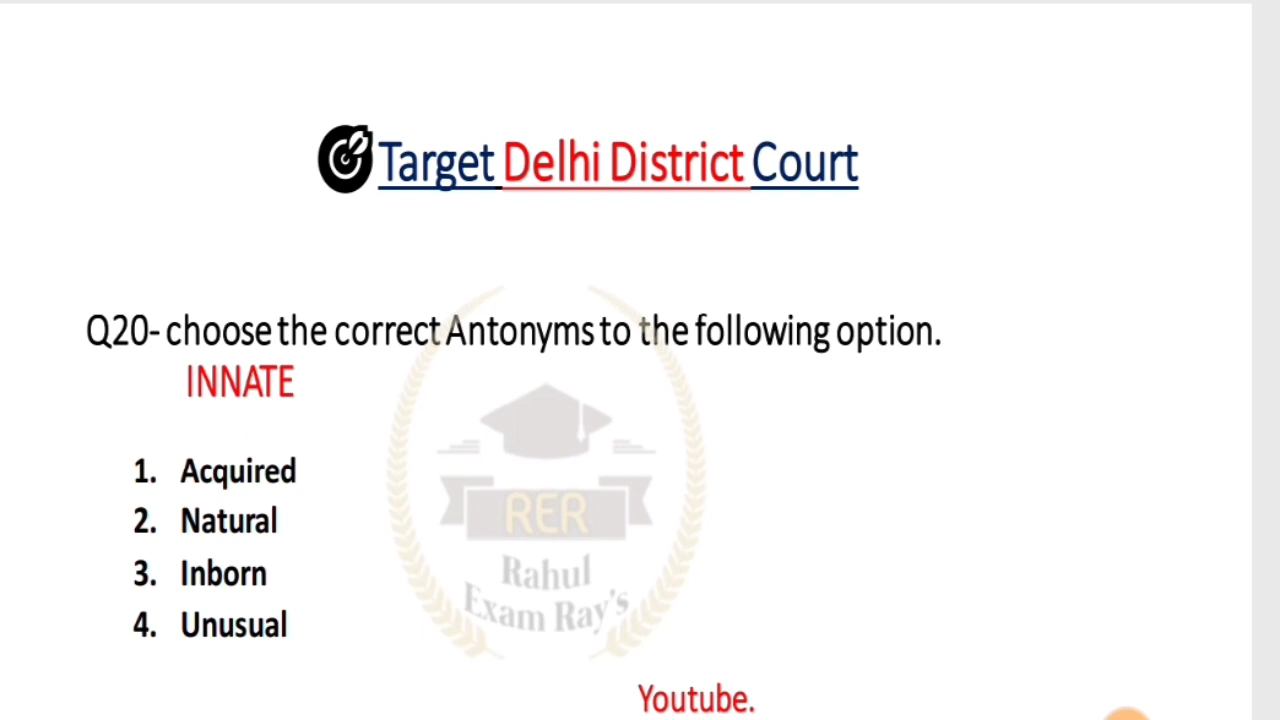 Target Delhi District Court
Q20- choose the correct Antonyms to the following option.
INNATE
1. Acquired
2. Natural
3. Inborn
4. Unusual
RER
Rahul
Exam Ray's
Youtube.